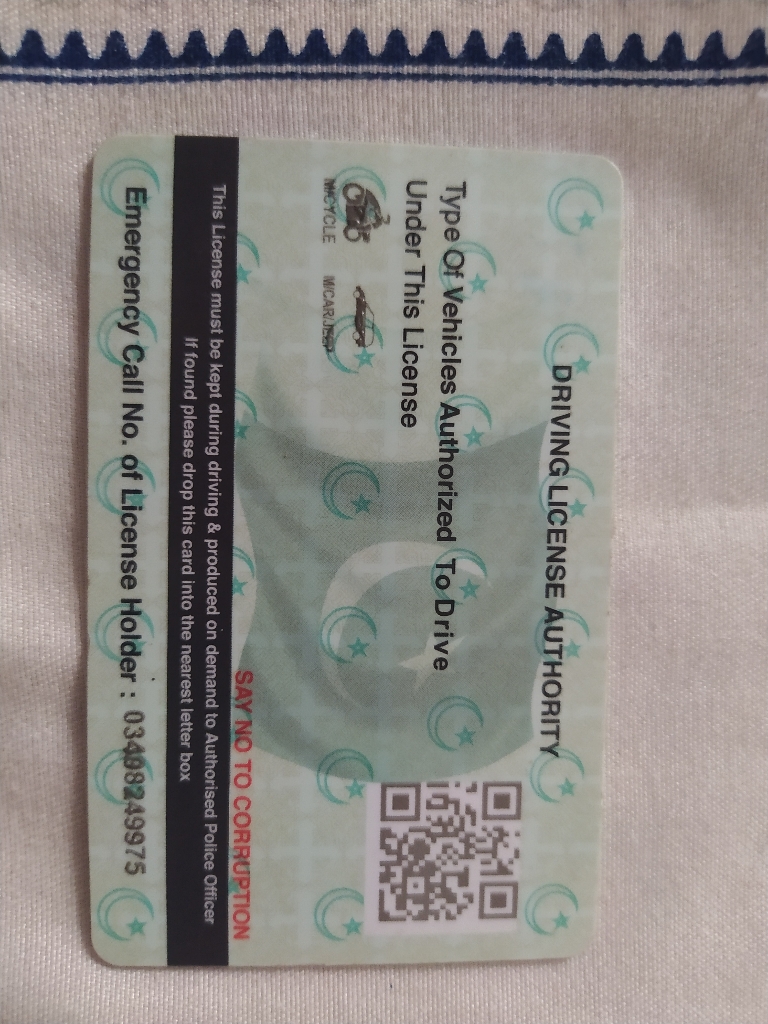 DRIVING LICENSE AUTHORITY
Type Of Vehicles Authorized To Drive
Under This License
M/CYCLE M/CAR/JEEP
SAY NO TO CORRUPTION
This License must be kept during driving & produced on demand to Authorised Police Officer
If found please drop this card into the nearest letter box
Emergency Call No. of License Holder : 03408249975